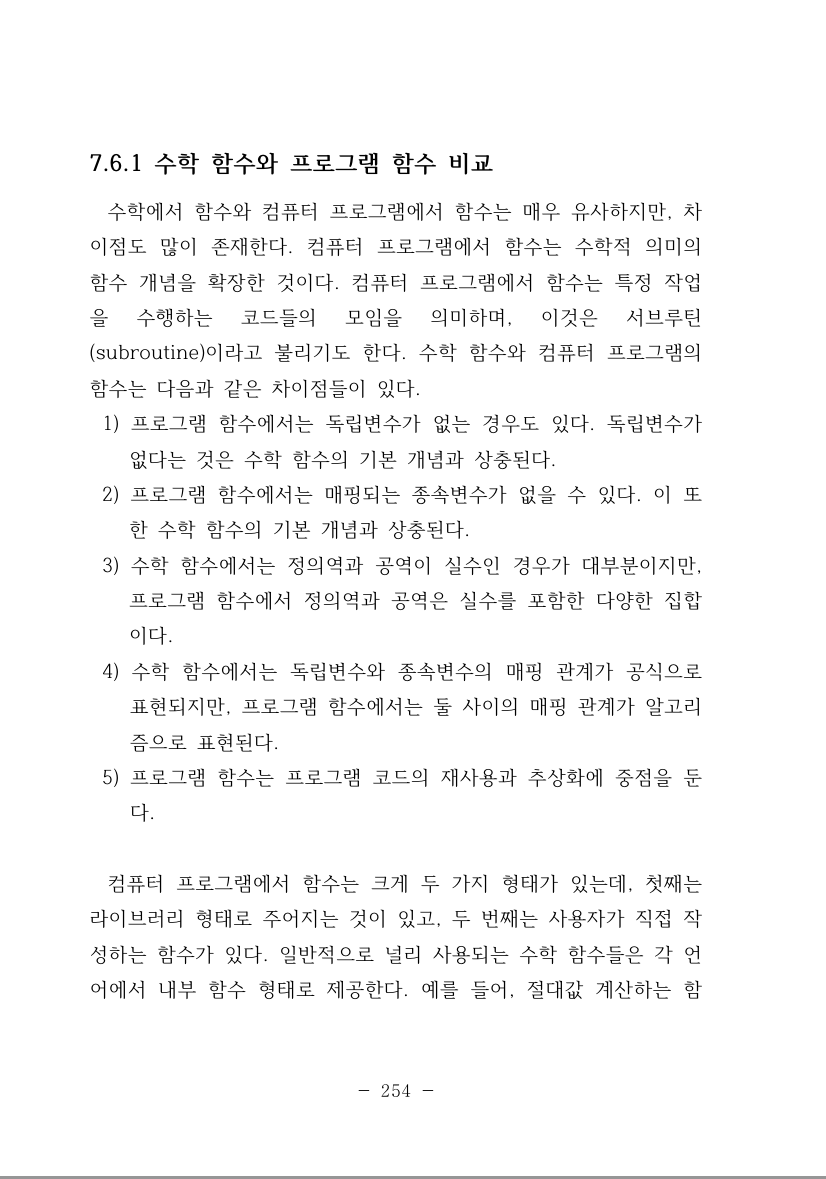 7.6.1 수학 함수와 프로그램 함수 비교
수학에서 함수와 컴퓨터 프로그램에서 함수는 매우 유사하지만, 차
이점도 많이 존재한다. 컴퓨터 프로그램에서 함수는 수학적 의미의
함수 개념을 확장한 것이다. 컴퓨터 프로그램에서 함수는 특정 작업
을 수행하는 코드들의 모임을 의미하며, 이것은 서브루틴
(subroutine)이라고 불리기도 한다. 수학 함수와 컴퓨터 프로그램의
함수는 다음과 같은 차이점들이 있다.
1) 프로그램 함수에서는 독립변수가 없는 경우도 있다. 독립변수가
없다는 것은 수학 함수의 기본 개념과 상충된다.
2) 프로그램 함수에서는 매핑되는 종속변수가 없을 수 있다. 이 또
한 수학 함수의 기본 개념과 상충된다.
3) 수학 함수에서는 정의역과 공역이 실수인 경우가 대부분이지만,
프로그램 함수에서 정의역과 공역은 실수를 포함한 다양한 집합
이다.
4) 수학 함수에서는 독립변수와 종속변수의 매핑 관계가 공식으로
표현되지만, 프로그램 함수에서는 둘 사이의 매핑 관계가 알고리
즘으로 표현된다.
5) 프로그램 함수는 프로그램 코드의 재사용과 추상화에 중점을 둔
다.
컴퓨터 프로그램에서 함수는 크게 두 가지 형태가 있는데, 첫째는
라이브러리 형태로 주어지는 것이 있고, 두 번째는 사용자가 직접 작
성하는 함수가 있다. 일반적으로 널리 사용되는 수학 함수들은 각 언
어에서 내부 함수 형태로 제공한다. 예를 들어, 절대값 계산하는 함
- 254 -